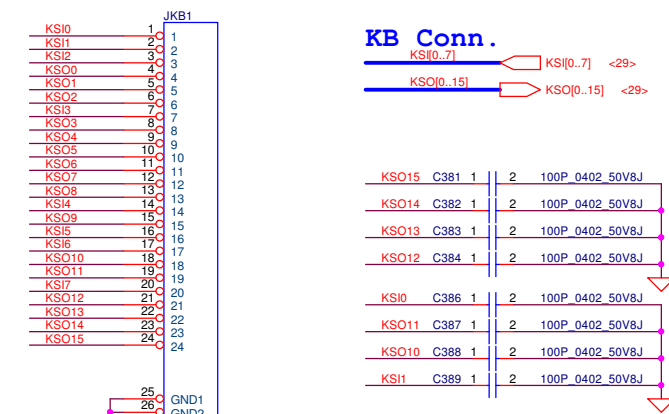 JKB1
KSI0 1 1
KSI1 2 2
KSI2 3 3
KSO0 4 4
KSO1 5 5
KSO2 6 6
KSI3 7 7
KSO3 8 8
KSO4 9 9
KSO5 10 10
KSO6 11 11
KSO7 12 12
KSO8 13 13
KSI4 14 14
KSO9 15 15
KSI5 16 16
KSI6 17 17
KSO10 18 18
KSO11 19 19
KSI7 20 20
KSO12 21 21
KSO13 22 22
KSO14 23 23
KSO15 24 24
25 GND1
26 GND2
KB Conn.
KSI[0..7] KSI[0..7] <29>
KSO[0..15] KSO[0..15] <29>
KSO15 C381 1 2 100P_0402_50V8J
KSO14 C382 1 2 100P_0402_50V8J
KSO13 C383 1 2 100P_0402_50V8J
KSO12 C384 1 2 100P_0402_50V8J
KSI0 C386 1 2 100P_0402_50V8J
KSO11 C387 1 2 100P_0402_50V8J
KSO10 C388 1 2 100P_0402_50V8J
KSI1 C389 1 2 100P_0402_50V8J